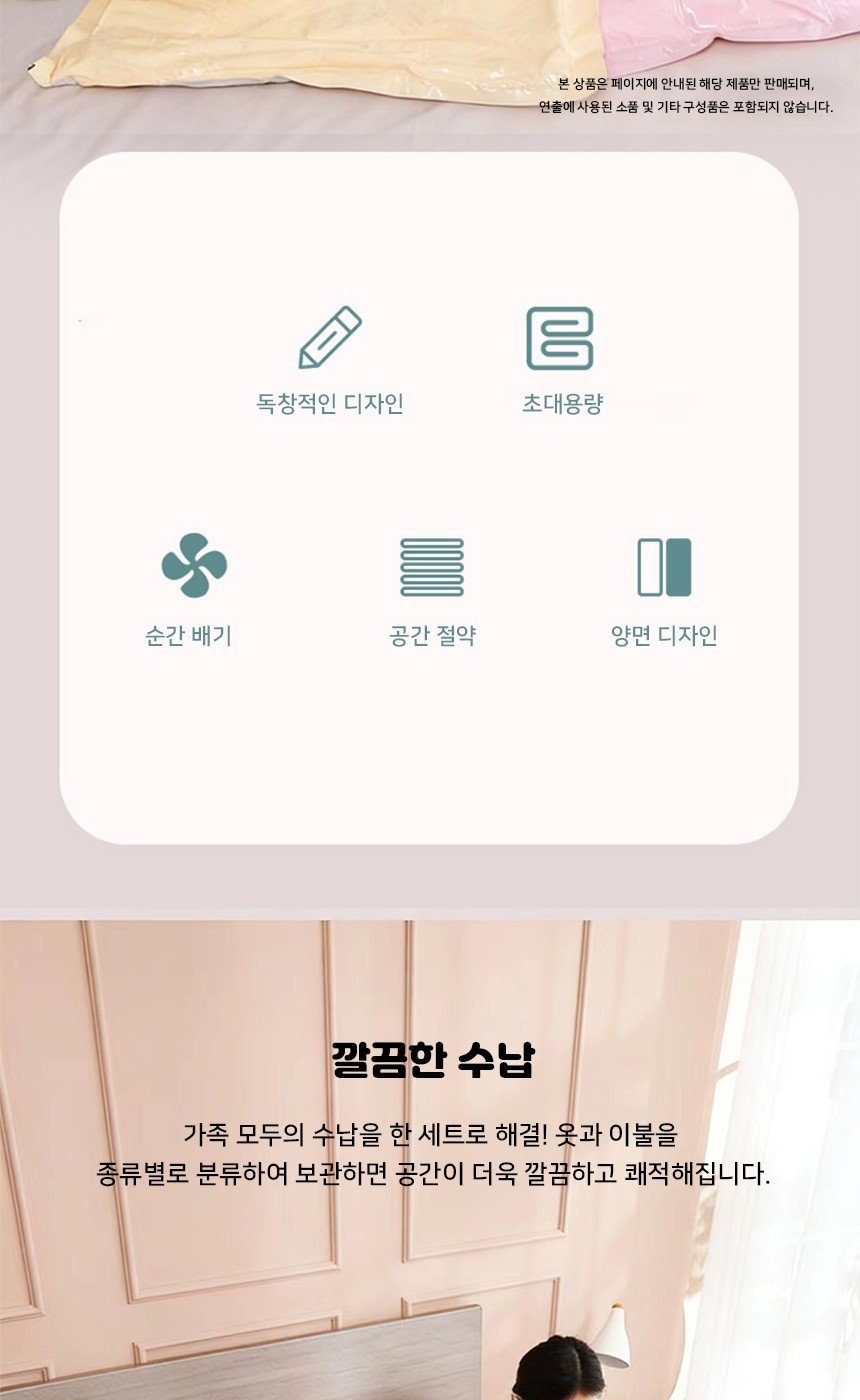 본 상품은 페이지에 안내된 해당 제품만 판매되며,
연출에 사용된 소품 및 기타 구성품은 포함되지 않습니다.
독창적인 디자인
초대용량
순간 배기
공간 절약
양면 디자인
깔끔한 수납
가족 모두의 수납을 한 세트로 해결! 옷과 이불을
종류별로 분류하여 보관하면 공간이 더욱 깔끔하고 쾌적해집니다.